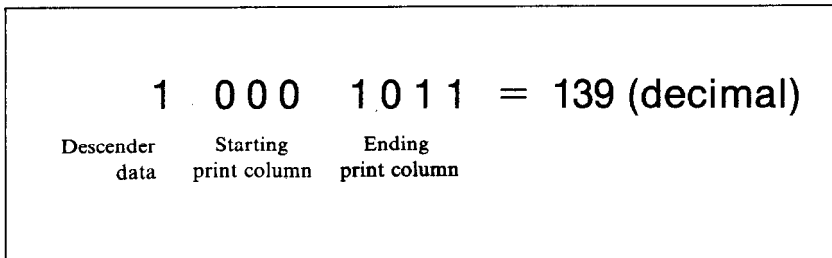 1 000 1011 = 139 (decimal)
Descender Starting Ending
data print column print column